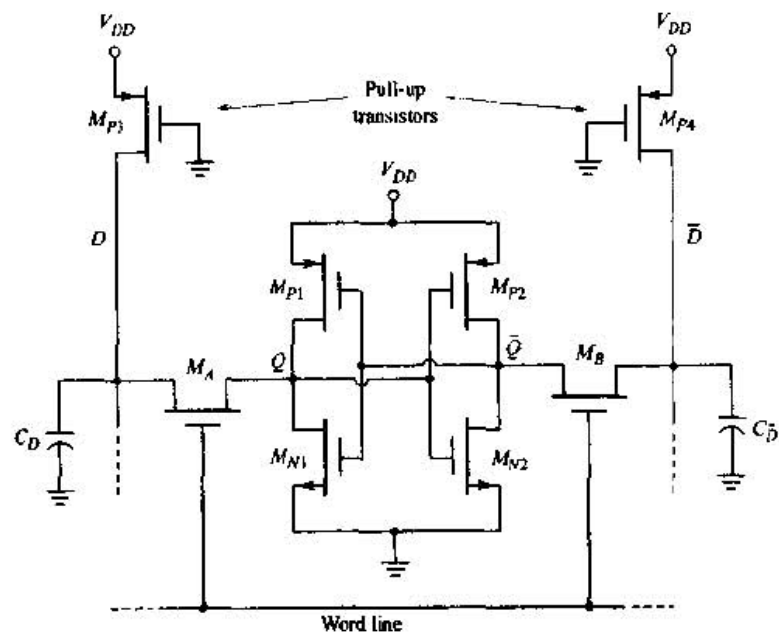 V_DD V_DD
Pull-up
transistors
M_P3 M_P4
V_DD
D D̄
M_P1 M_P2
Q Q̄
M_A M_B
C_D C_D̄
M_N1 M_N2
Word line